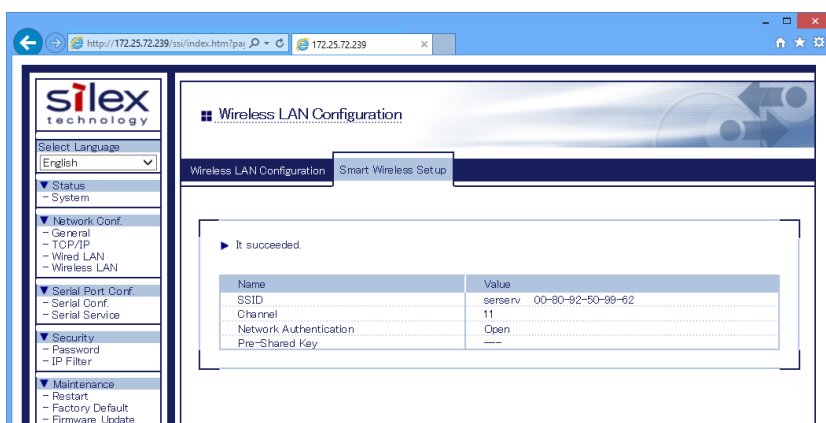 http://172.25.72.239/ssi/index.htm?pa
172.25.72.239
silex
technology
Select Language
English
Status
- System
Network Conf.
- General
- TCP/IP
- Wired LAN
- Wireless LAN
Serial Port Conf.
- Serial Conf.
- Serial Service
Security
- Password
- IP Filter
Maintenance
- Restart
- Factory Default
- Firmware Update
Wireless LAN Configuration
Wireless LAN Configuration Smart Wireless Setup
It succeeded.
Name Value
SSID serserv 00-80-92-50-99-62
Channel 11
Network Authentication Open
Pre-Shared Key ---